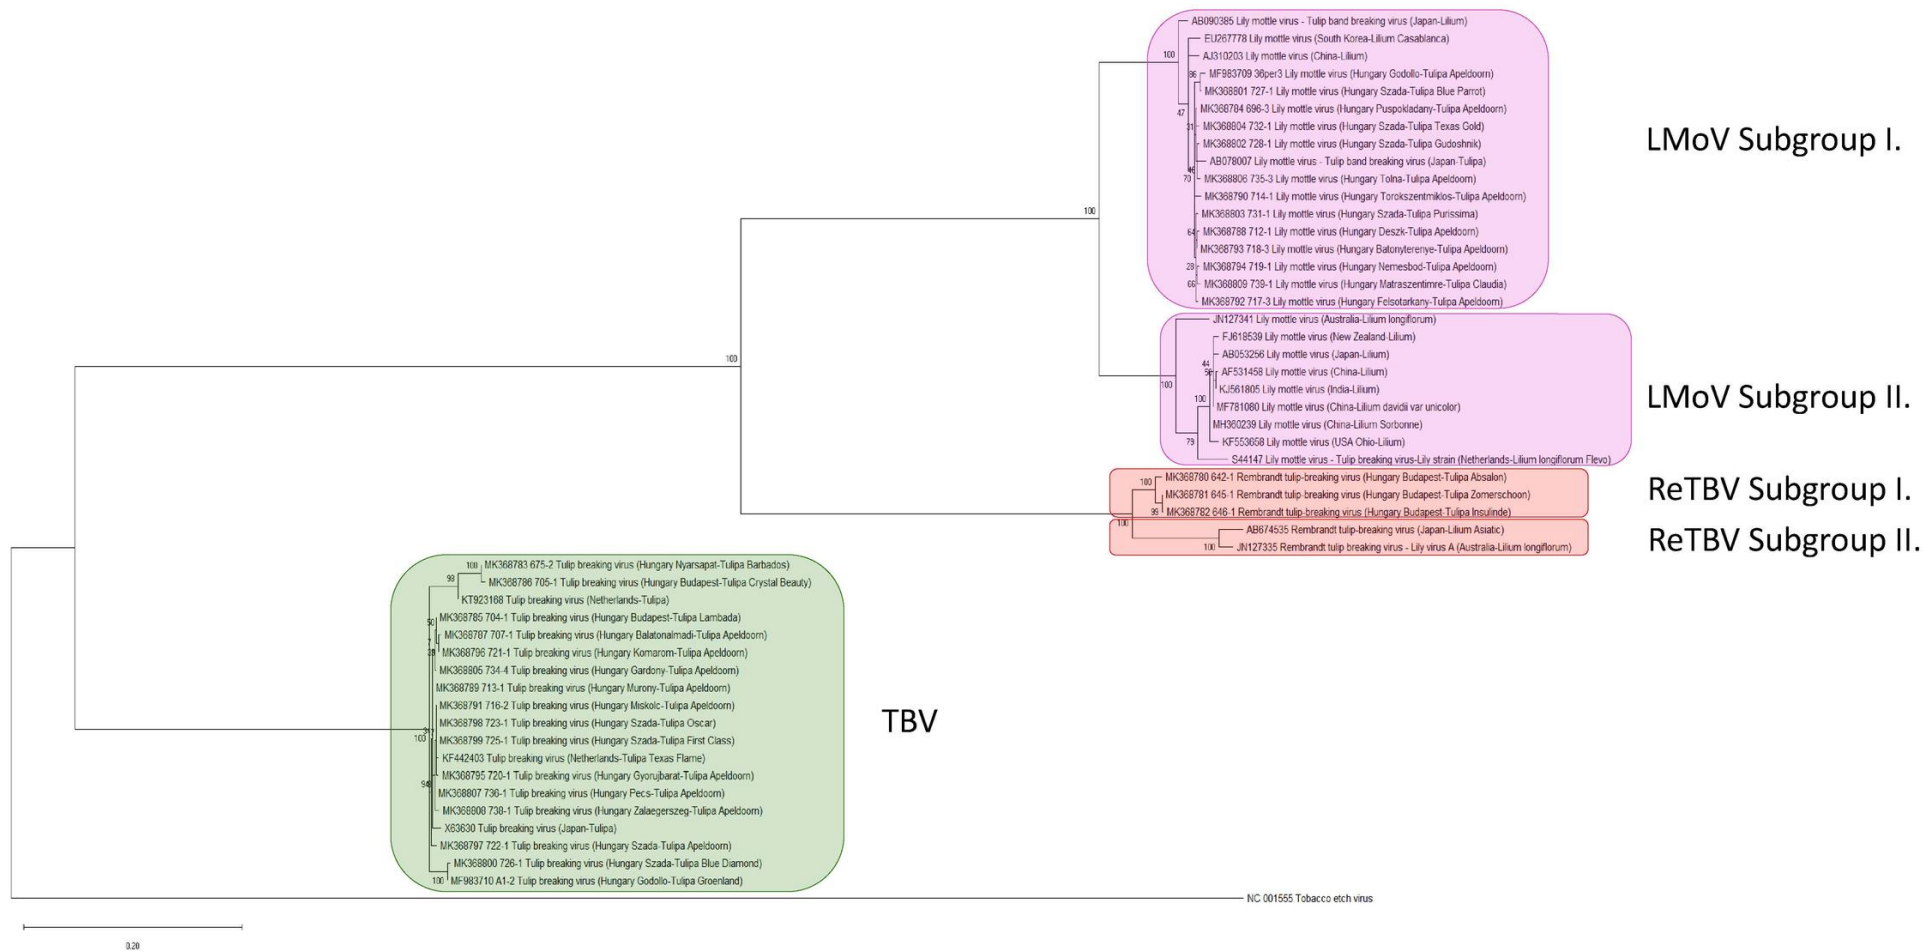 AB090385 Lily mottle virus - Tulip band breaking virus (Japan-Lilium)
EU267778 Lily mottle virus (South Korea-Lilium Casablanca)
100
AJ310203 Lily mottle virus (China-Lilium)
86
MF983709 36per3 Lily mottle virus (Hungary Godollo-Tulipa Apeldoorn)
MK368801 727-1 Lily mottle virus (Hungary Szada-Tulipa Blue Parrot)
MK368784 696-3 Lily mottle virus (Hungary Puspokladany-Tulipa Apeldoorn)
47
MK368804 732-1 Lily mottle virus (Hungary Szada-Tulipa Texas Gold)
31
LMoV Subgroup I.
MK368802 728-1 Lily mottle virus (Hungary Szada-Tulipa Gudoshnik)
AB078007 Lily mottle virus - Tulip band breaking virus (Japan-Tulipa)
MK368806 735-3 Lily mottle virus (Hungary Tolna-Tulipa Apeldoorn)
70
MK368790 714-1 Lily mottle virus (Hungary Torokszentmiklos-Tulipa Apeldoorn)
MK368803 731-1 Lily mottle virus (Hungary Szada-Tulipa Purissima)
100
MK368788 712-1 Lily mottle virus (Hungary Deszk-Tulipa Apeldoorn)
64
MK368793 718-3 Lily mottle virus (Hungary Batonyterenye-Tulipa Apeldoorn)
MK368794 719-1 Lily mottle virus (Hungary Nemesbod-Tulipa Apeldoorn)
28
MK368809 739-1 Lily mottle virus (Hungary Matraszentimre-Tulipa Claudia)
66
MK368792 717-3 Lily mottle virus (Hungary Felsotarkany-Tulipa Apeldoorn)
JN127341 Lily mottle virus (Australia-Lilium longiflorum)
FJ618539 Lily mottle virus (New Zealand-Lilium)
AB053256 Lily mottle virus (Japan-Lilium)
100
44
AF531458 Lily mottle virus (China-Lilium)
100
KJ561805 Lily mottle virus (India-Lilium)
100
LMoV Subgroup II.
MF781080 Lily mottle virus (China-Lilium davidii var unicolor)
MH360239 Lily mottle virus (China-Lilium Sorbonne)
KF553658 Lily mottle virus (USA Ohio-Lilium)
79
S44147 Lily mottle virus - Tulip breaking virus-Lily strain (Netherlands-Lilium longiflorum Flevo)
MK368780 642-1 Rembrandt tulip-breaking virus (Hungary Budapest-Tulipa Absalon)
100
ReTBV Subgroup I.
MK368781 645-1 Rembrandt tulip-breaking virus (Hungary Budapest-Tulipa Zomerschoon)
MK368782 646-1 Rembrandt tulip-breaking virus (Hungary Budapest-Tulipa Insulinde)
99
100
AB674535 Rembrandt tulip-breaking virus (Japan-Lilium Asiatic)
ReTBV Subgroup II.
JN127335 Rembrandt tulip breaking virus - Lily virus A (Australia-Lilium longiflorum)
100
MK368783 675-2 Tulip breaking virus (Hungary Nyarsapat-Tulipa Barbados)
100
98
MK368786 705-1 Tulip breaking virus (Hungary Budapest-Tulipa Crystal Beauty)
KT923168 Tulip breaking virus (Netherlands-Tulipa)
MK368785 704-1 Tulip breaking virus (Hungary Budapest-Tulipa Lambada)
50
MK368787 707-1 Tulip breaking virus (Hungary Balatonalmadi-Tulipa Apeldoorn)
MK368796 721-1 Tulip breaking virus (Hungary Komarom-Tulipa Apeldoorn)
MK368805 734-4 Tulip breaking virus (Hungary Gardony-Tulipa Apeldoorn)
MK368789 713-1 Tulip breaking virus (Hungary Murony-Tulipa Apeldoorn)
MK368791 716-2 Tulip breaking virus (Hungary Miskolc-Tulipa Apeldoorn)
TBV
MK368798 723-1 Tulip breaking virus (Hungary Szada-Tulipa Oscar)
MK368799 725-1 Tulip breaking virus (Hungary Szada-Tulipa First Class)
100
KF442403 Tulip breaking virus (Netherlands-Tulipa Texas Flame)
MK368795 720-1 Tulip breaking virus (Hungary Gyorujbarat-Tulipa Apeldoorn)
MK368807 736-1 Tulip breaking virus (Hungary Pecs-Tulipa Apeldoorn)
MK368808 738-1 Tulip breaking virus (Hungary Zalaegerszeg-Tulipa Apeldoorn)
X63630 Tulip breaking virus (Japan-Tulipa)
MK368797 722-1 Tulip breaking virus (Hungary Szada-Tulipa Apeldoorn)
MK368800 726-1 Tulip breaking virus (Hungary Szada-Tulipa Blue Diamond)
MF983710 A1-2 Tulip breaking virus (Hungary Godollo-Tulipa Groenland)
100
NC 001555 Tobacco etch virus
0.20